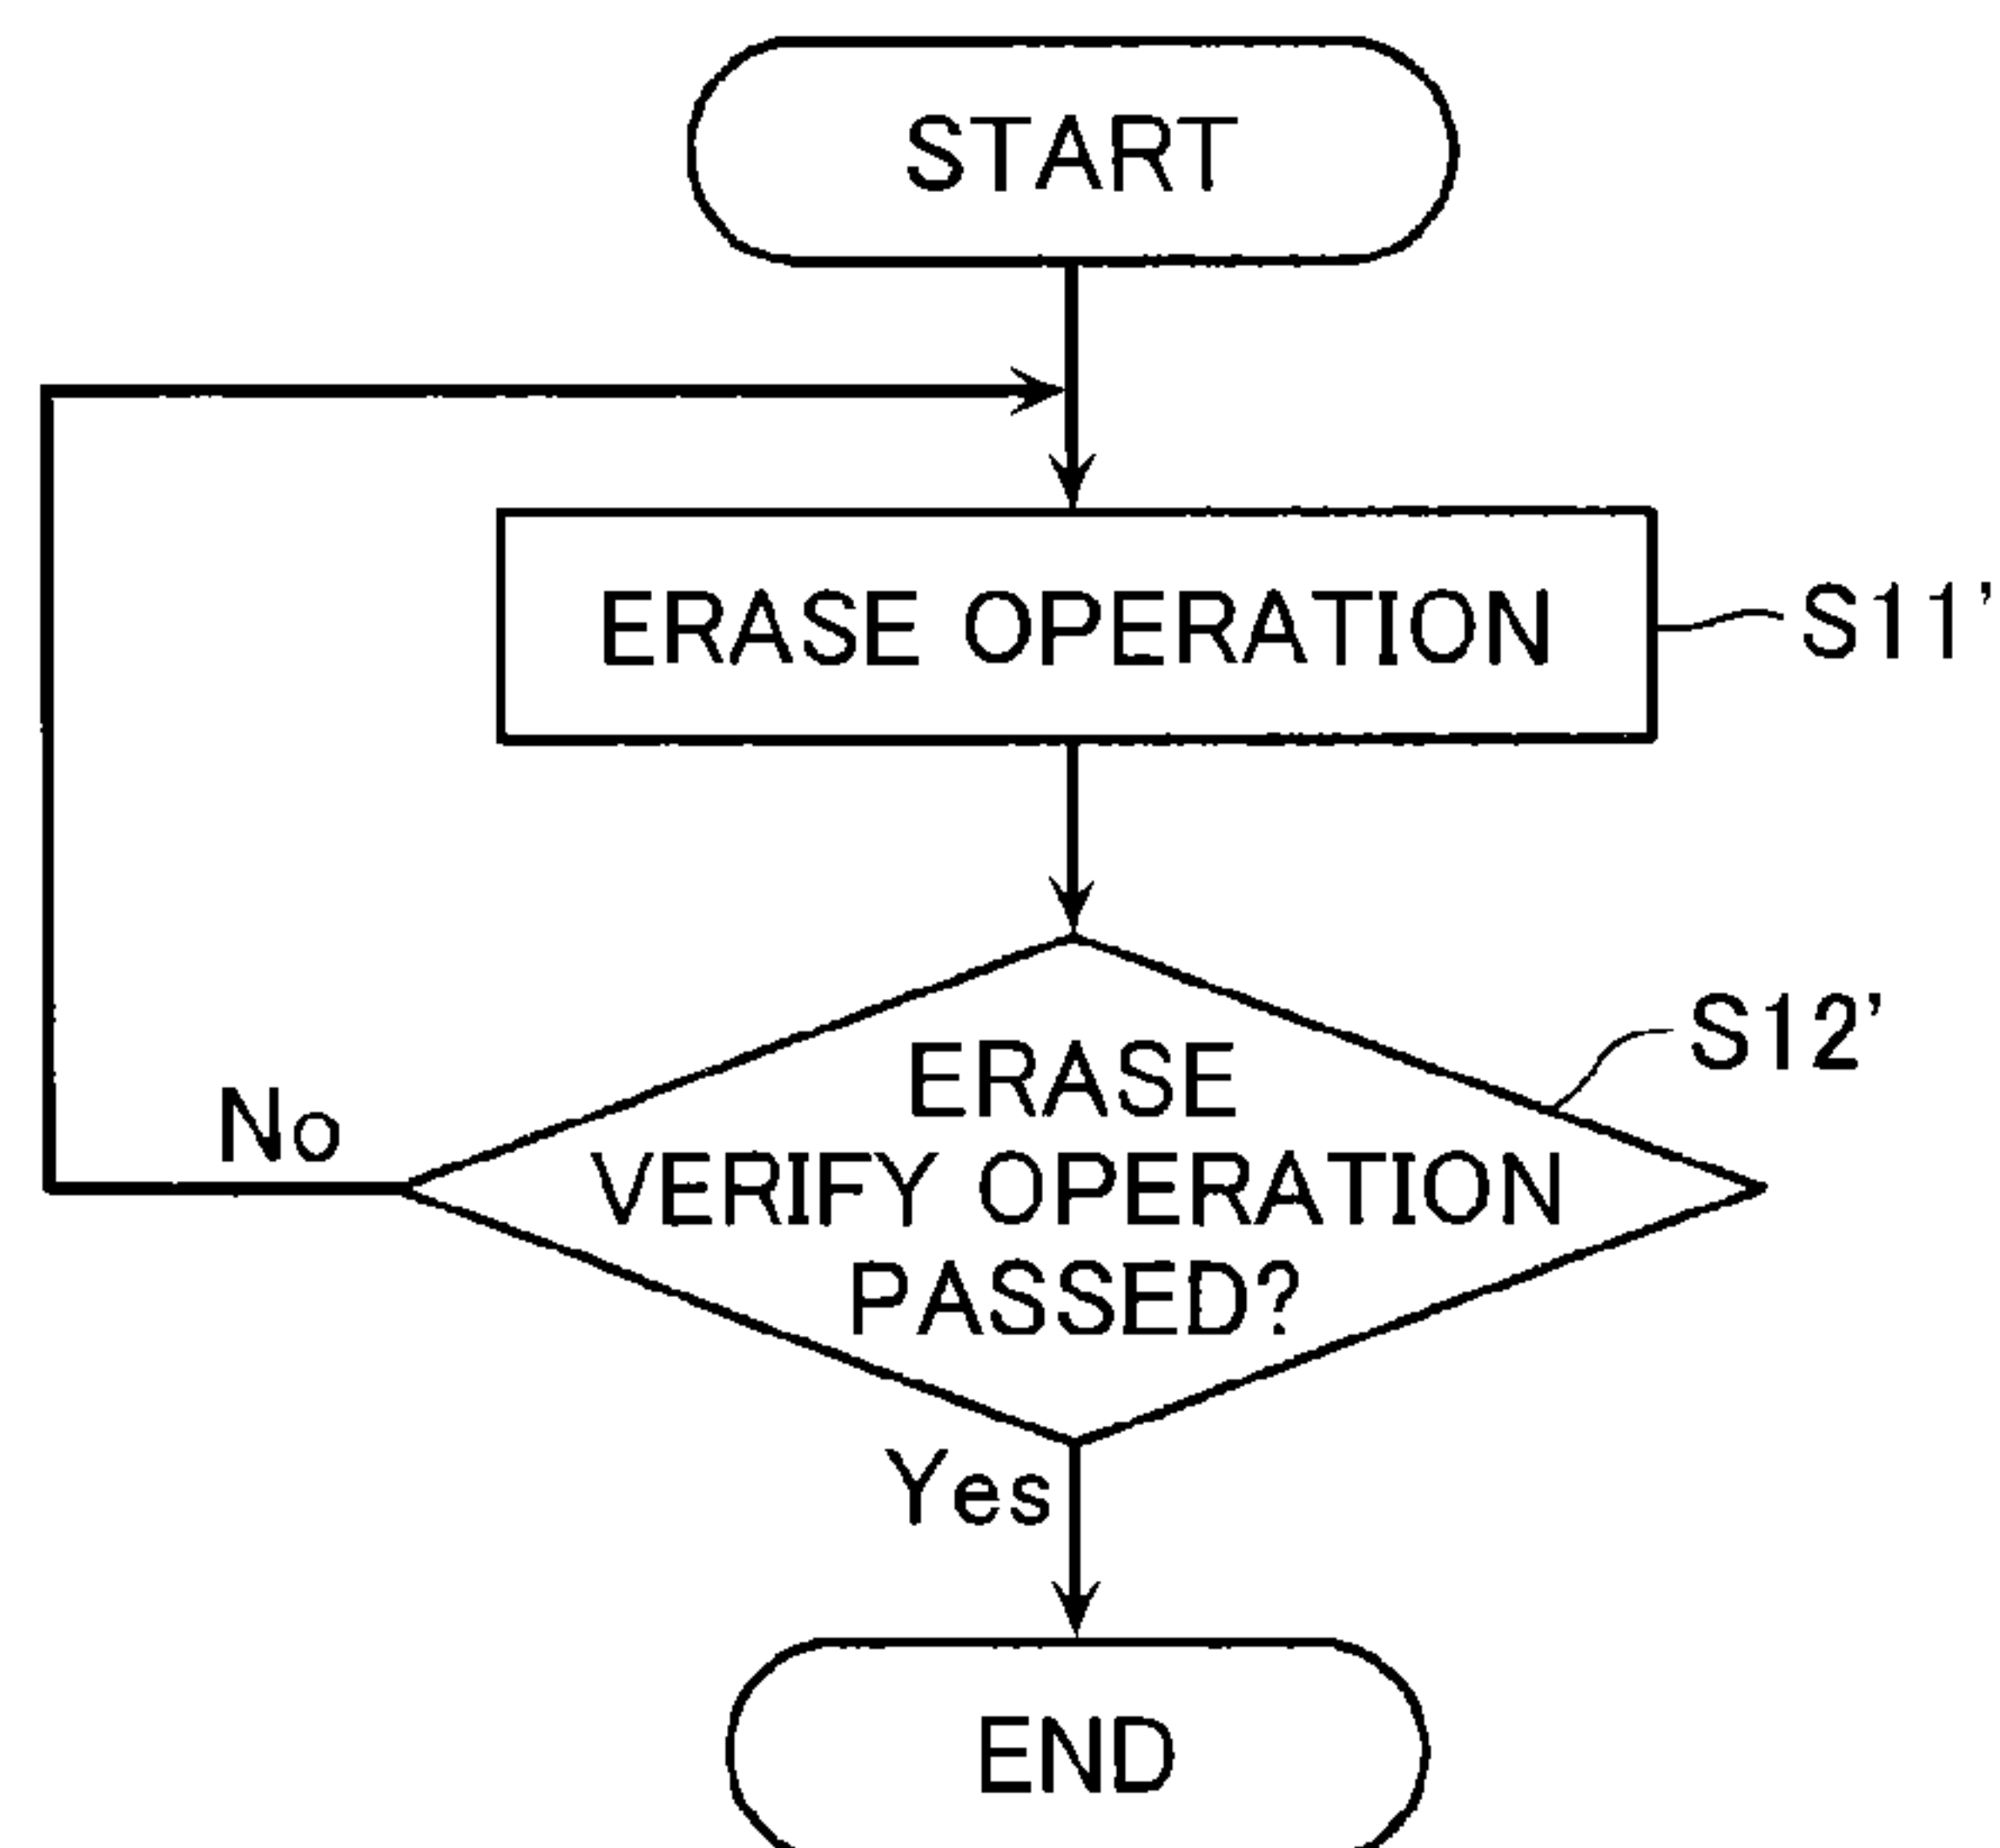 START
ERASE OPERATION
S11'
S12'
ERASE
VERIFY OPERATION
PASSED?
No
Yes
END